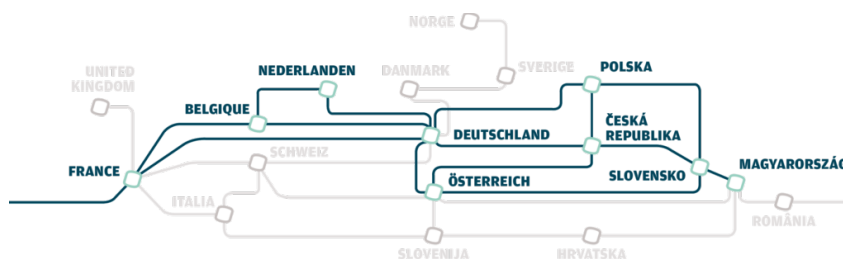 NORGE
SVERIGE
UNITED
KINGDOM
NEDERLANDEN
DANMARK
POLSKA
BELGIQUE
DEUTSCHLAND
ČESKÁ
REPUBLIKA
SCHWEIZ
FRANCE
ÖSTERREICH
SLOVENSKO
MAGYARORSZÁG
ITALIA
ROMÂNIA
SLOVENIJA
HRVATSKA